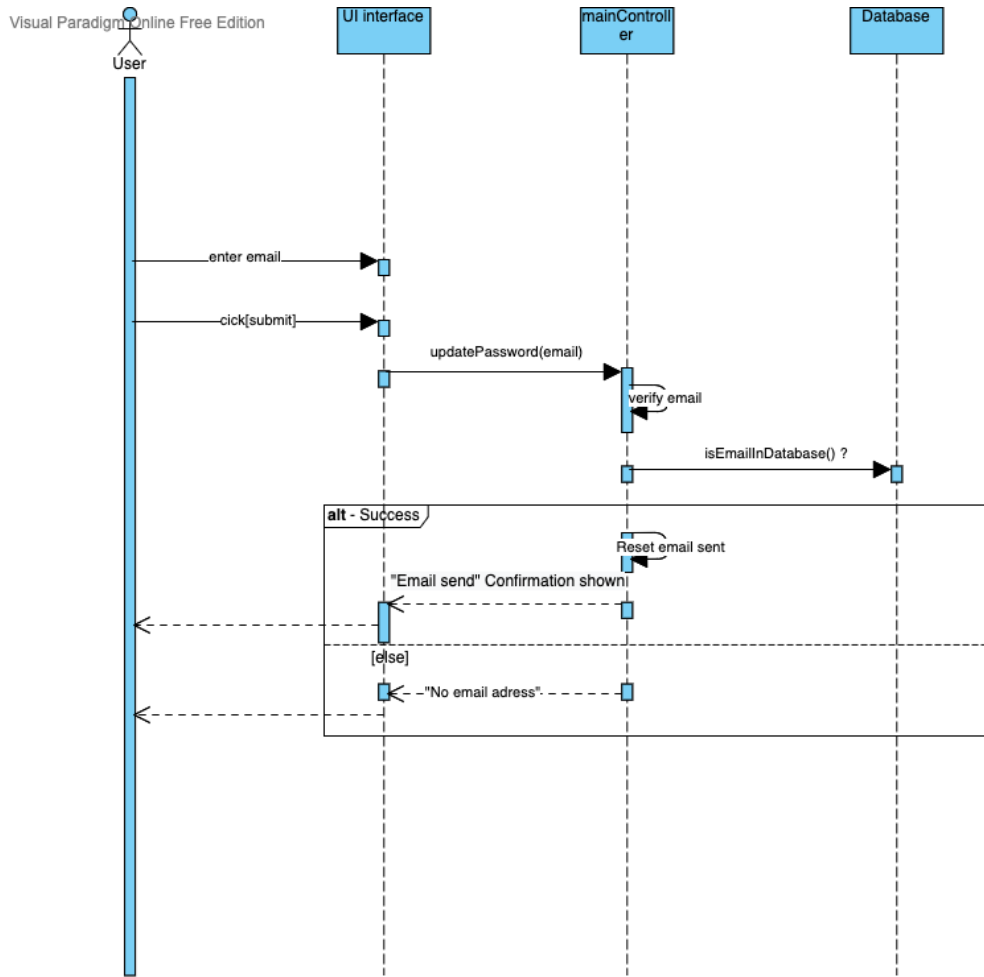 Visual Paradigm Online Free Edition
User
UI interface
mainControll
er
Database
enter email
cick[submit]
updatePassword(email)
verify email
isEmailInDatabase() ?
alt - Success
Reset email sent
"Email send" Confirmation shown
[else]
"No email adress"